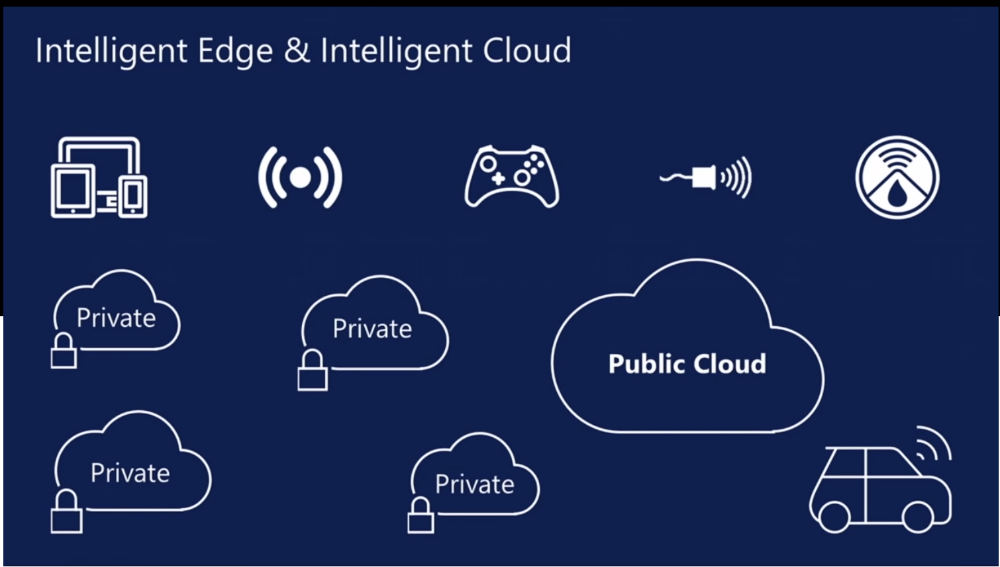 Intelligent Edge & Intelligent Cloud
Private
Private
Public Cloud
Private
Private